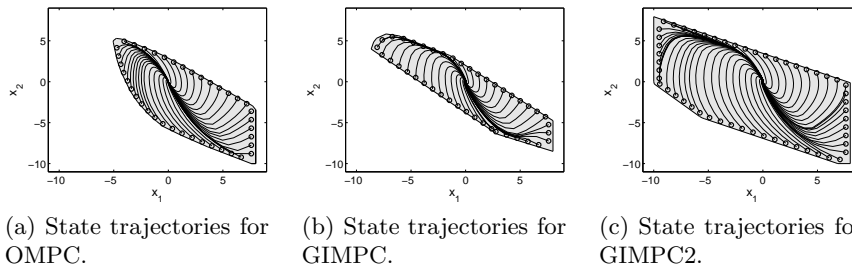 5
0
−5
−10
x2
−10
−5
0
5
x1
5
0
−5
−10
x2
−10
−5
0
5
x1
5
0
−5
−10
x2
−10
−5
0
5
x1
(a) State trajectories for
OMPC.
(b) State trajectories for
GIMPC.
(c) State trajectories fo
GIMPC2.